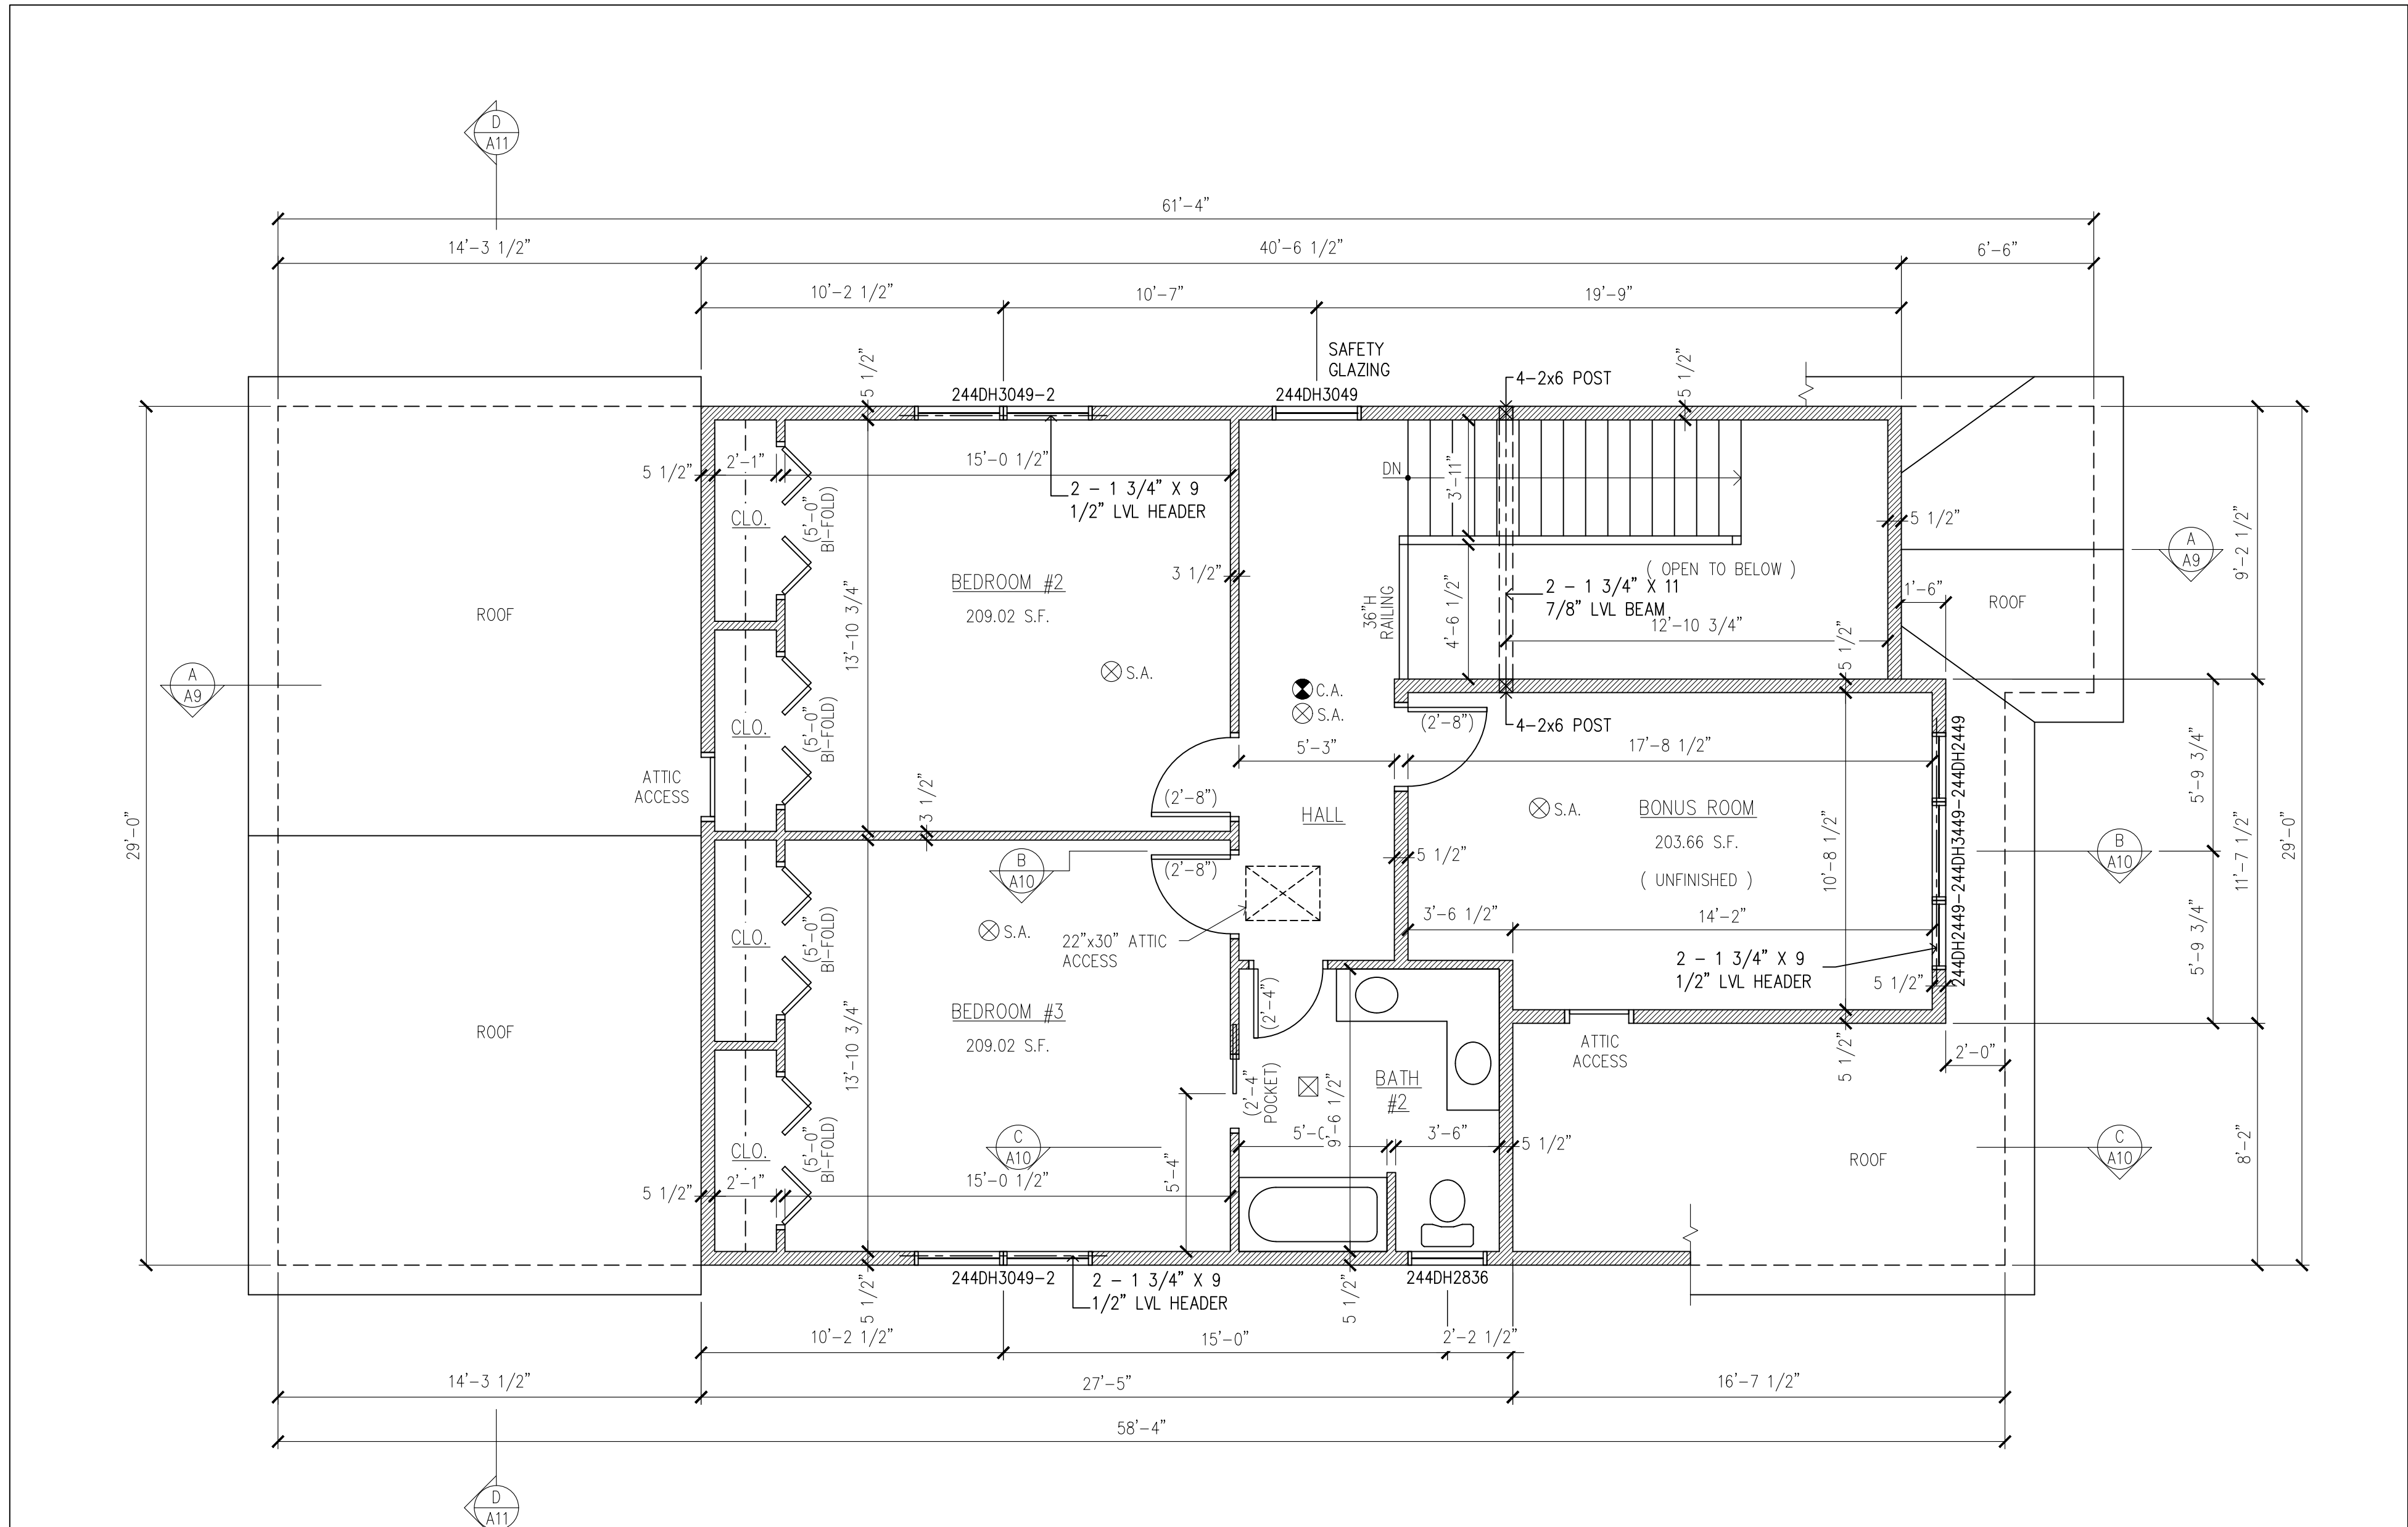 D
A11
61'-4"
14'-3 1/2"
40'-6 1/2"
6'-6"
10'-2 1/2"
10'-7"
19'-9"
SAFETY
GLAZING
5 1/2"
5 1/2"
244DH3049-2
244DH3049
4-2x6 POST
5 1/2"
2'-1"
15'-0 1/2"
2 - 1 3/4" X 9
1/2" LVL HEADER
DN
3'-11"
CLO.
(5'-0"
BI-FOLD)
5 1/2"
9'-2 1/2"
A
A9
BEDROOM #2
209.02 S.F.
3 1/2"
( OPEN TO BELOW )
36"H
RAILING
4'-6 1/2"
2 - 1 3/4" X 11
7/8" LVL BEAM
12'-10 3/4"
5 1/2"
1'-6"
ROOF
ROOF
13'-10 3/4"
A
A9
S.A.
C.A.
S.A.
(2'-8")
4-2x6 POST
CLO.
(5'-0"
BI-FOLD)
5'-3"
17'-8 1/2"
244DH2449-244DH3449-244DH2449
5'-9 3/4"
ATTIC
ACCESS
3 1/2"
(2'-8")
HALL
S.A.
BONUS ROOM
203.66 S.F.
( UNFINISHED )
10'-8 1/2"
29'-0"
29'-0"
11'-7 1/2"
B
A10
B
A10
(2'-8")
5 1/2"
3'-6 1/2"
14'-2"
CLO.
(5'-0"
BI-FOLD)
S.A.
22"x30" ATTIC
ACCESS
2 - 1 3/4" X 9
1/2" LVL HEADER
5 1/2"
5'-9 3/4"
(2'-4")
ROOF
BEDROOM #3
209.02 S.F.
13'-10 3/4"
ATTIC
ACCESS
5 1/2"
2'-0"
(2'-4"
POCKET)
BATH
#2
9'-6 1/2"
CLO.
(5'-0"
BI-FOLD)
C
A10
5'-0
3'-6"
5 1/2"
ROOF
C
A10
8'-2"
5 1/2"
2'-1"
15'-0 1/2"
5'-4"
5 1/2"
244DH3049-2
2 - 1 3/4" X 9
1/2" LVL HEADER
5 1/2"
244DH2836
10'-2 1/2"
15'-0"
2'-2 1/2"
14'-3 1/2"
27'-5"
16'-7 1/2"
58'-4"
D
A11